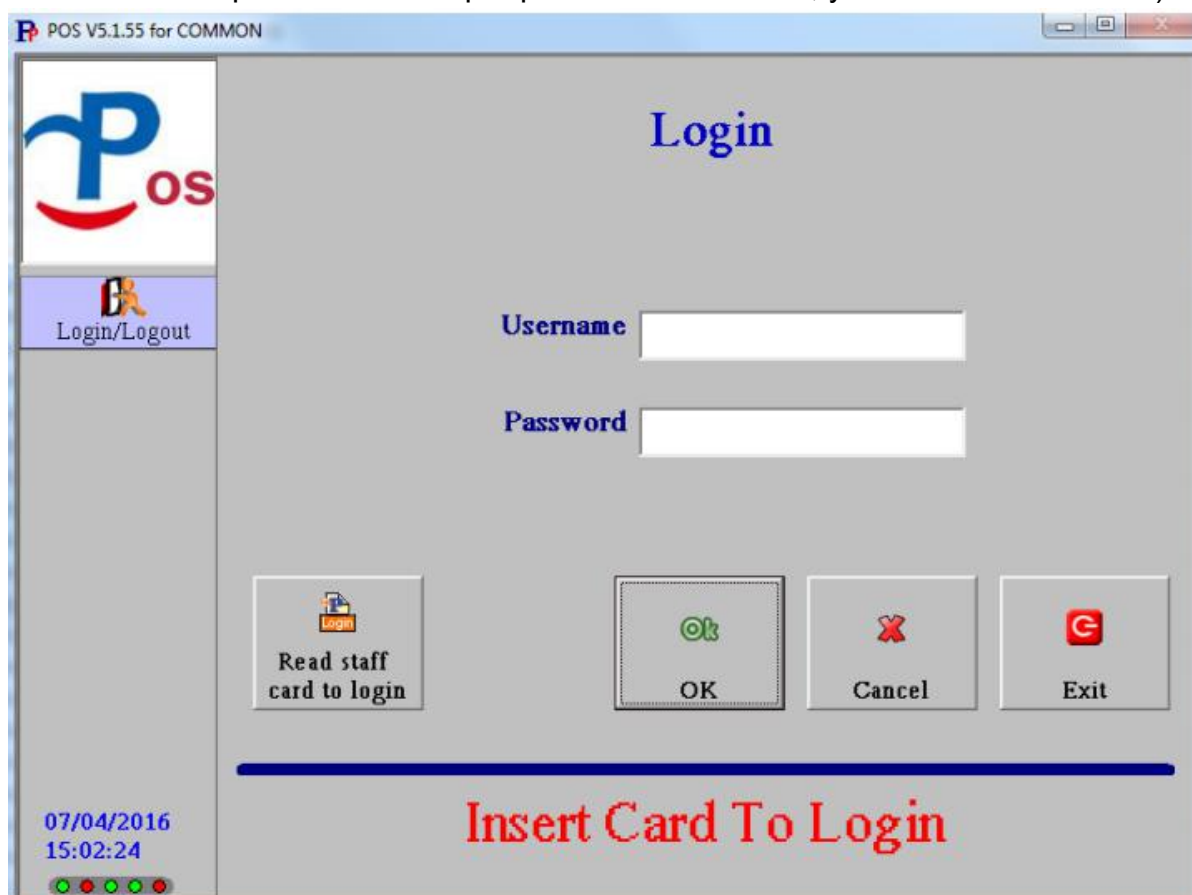 POS V5.1.55 for COMMON
Pos
Login
Login/Logout
Username
Password
Login
Read staff
card to login
Ok
OK
Cancel
Exit
Insert Card To Login
07/04/2016
15:02:24